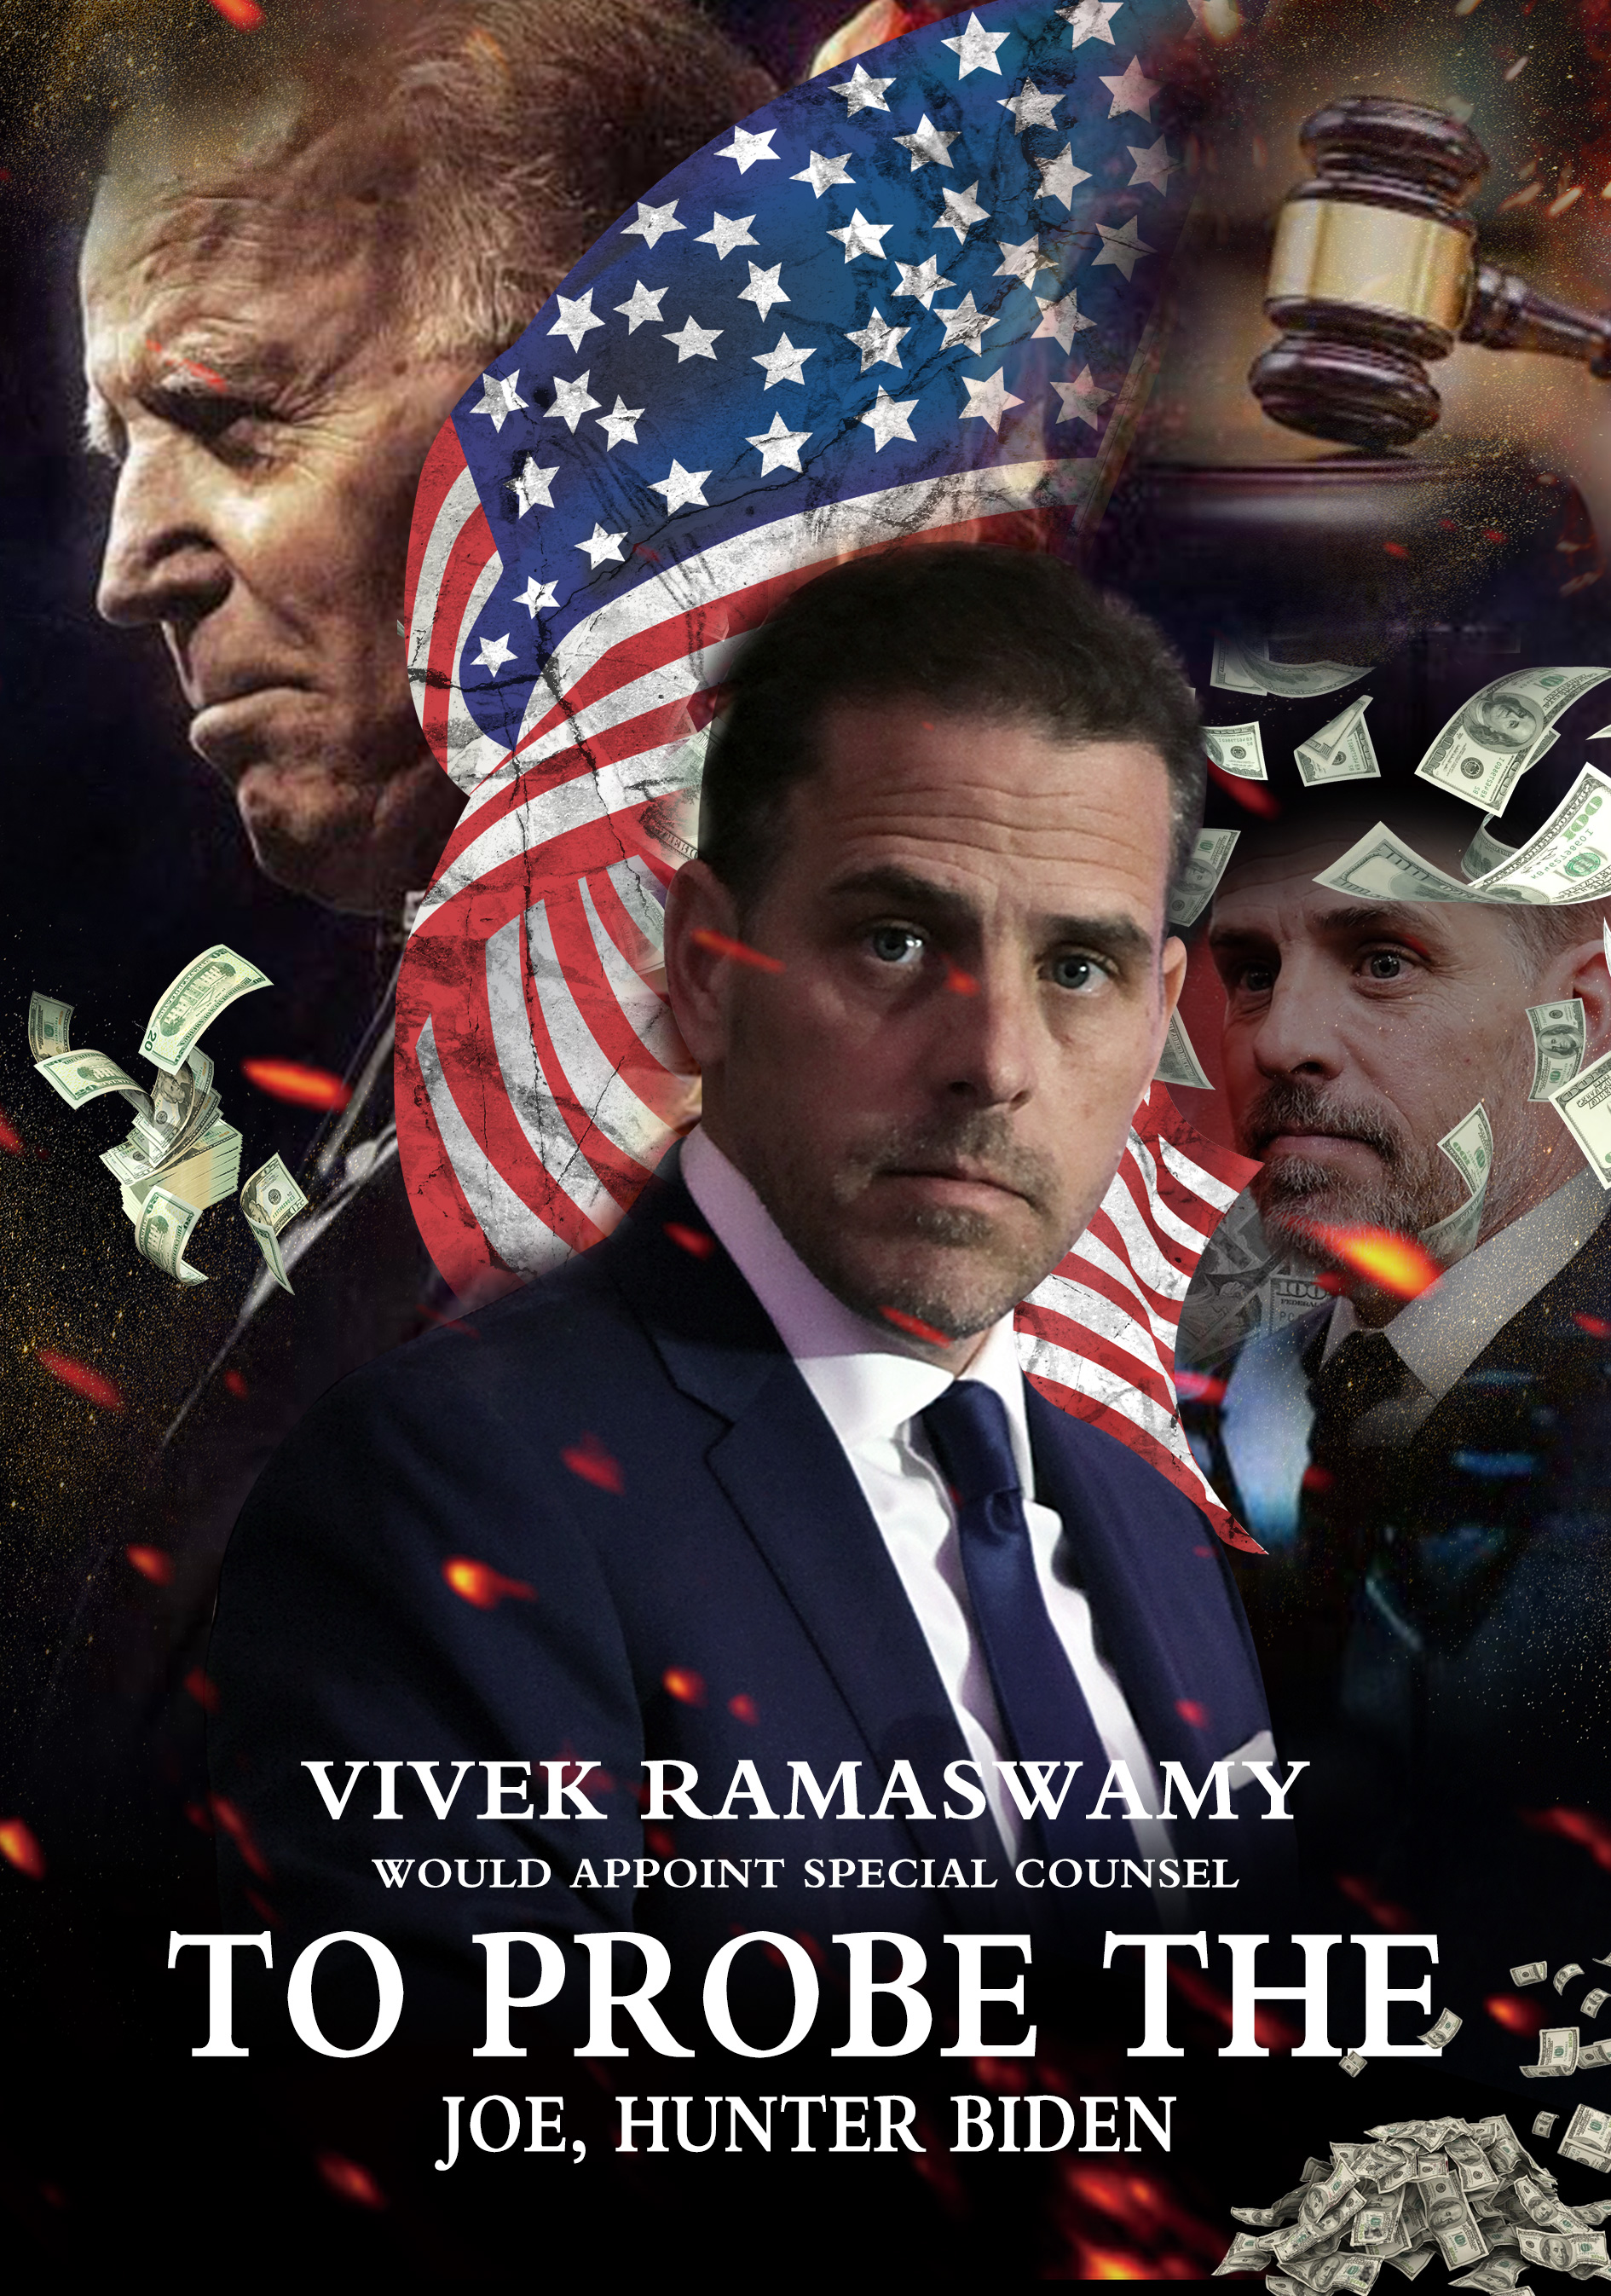 VIVEK RAMASWAMY
WOULD APPOINT SPECIAL COUNSEL
TO PROBE THE
JOE, HUNTER BIDEN